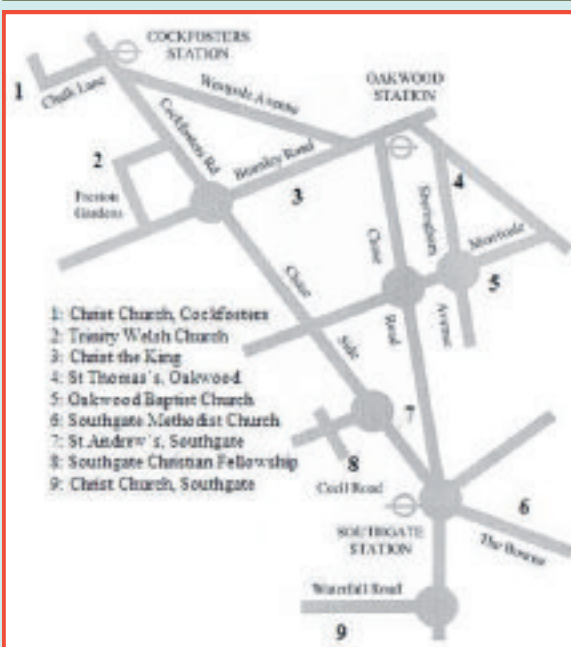 COCKFOSTERS
STATION
1
Chalk Lane
Westpole Avenue
OAKWOOD
STATION
Cockfosters Rd
2
Bramley Road
4
Preston
Gardens
3
Sheringham
Chase
Merrivale
5
Chase
Road
Avenue
Side
1: Christ Church, Cockfosters
2: Trinity Welsh Church
3: Christ the King
4: St Thomas's, Oakwood
5: Oakwood Baptist Church
6: Southgate Methodist Church
7: St Andrew's, Southgate
8: Southgate Christian Fellowship
9: Christ Church, Southgate
7
8
Cecil Road
6
SOUTHGATE
STATION
The Bourne
Waterfall Road
9